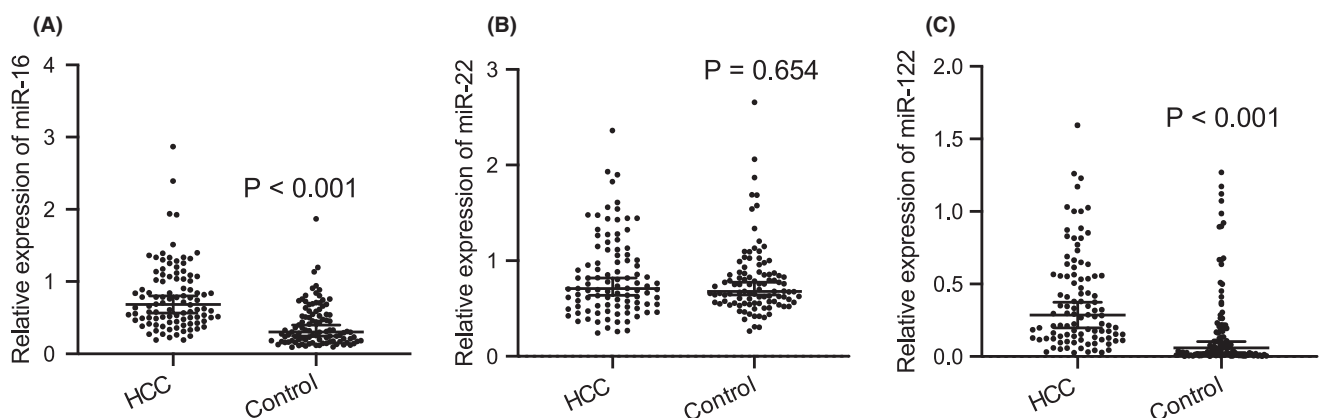 (A)
Relative expression of miR-16
4
3
2
1
0
P < 0.001
HCC
Control
(B)
Relative expression of miR-22
3
2
1
0
P = 0.654
HCC
Control
(C)
Relative expression of miR-122
2.0
1.5
1.0
0.5
0.0
P < 0.001
HCC
Control